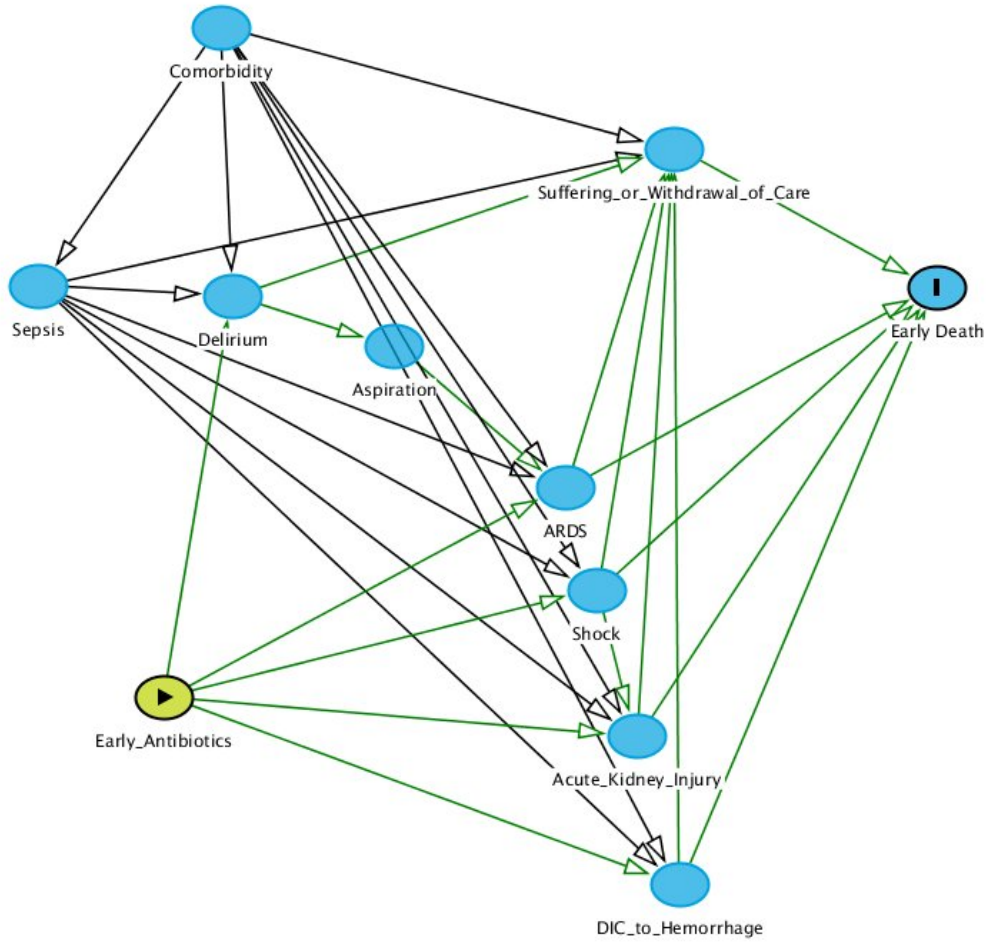 Comorbidity
Suffering_or_Withdrawal_of_Care
Sepsis
Delirium
Early Death
Aspiration
ARDS
Shock
Early_Antibiotics
Acute_Kidney_Injury
DIC_to_Hemorrhage